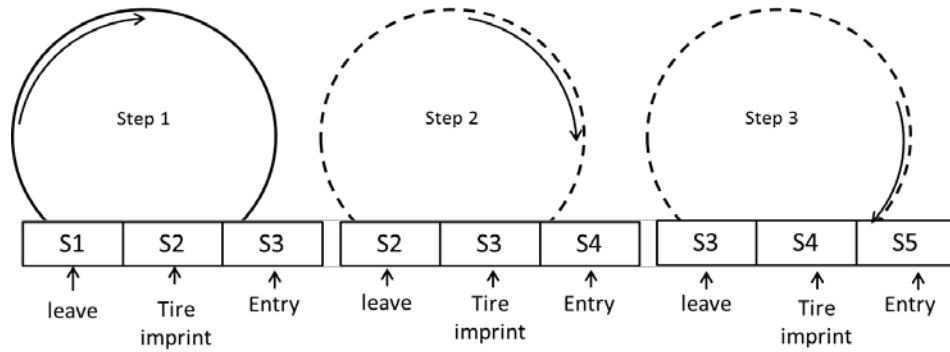 Step 1
Step 2
Step 3
S1 S2 S3
S2 S3 S4
S3 S4 S5
leave
Tire
imprint
Entry
leave
Tire
imprint
Entry
leave
Tire
imprint
Entry